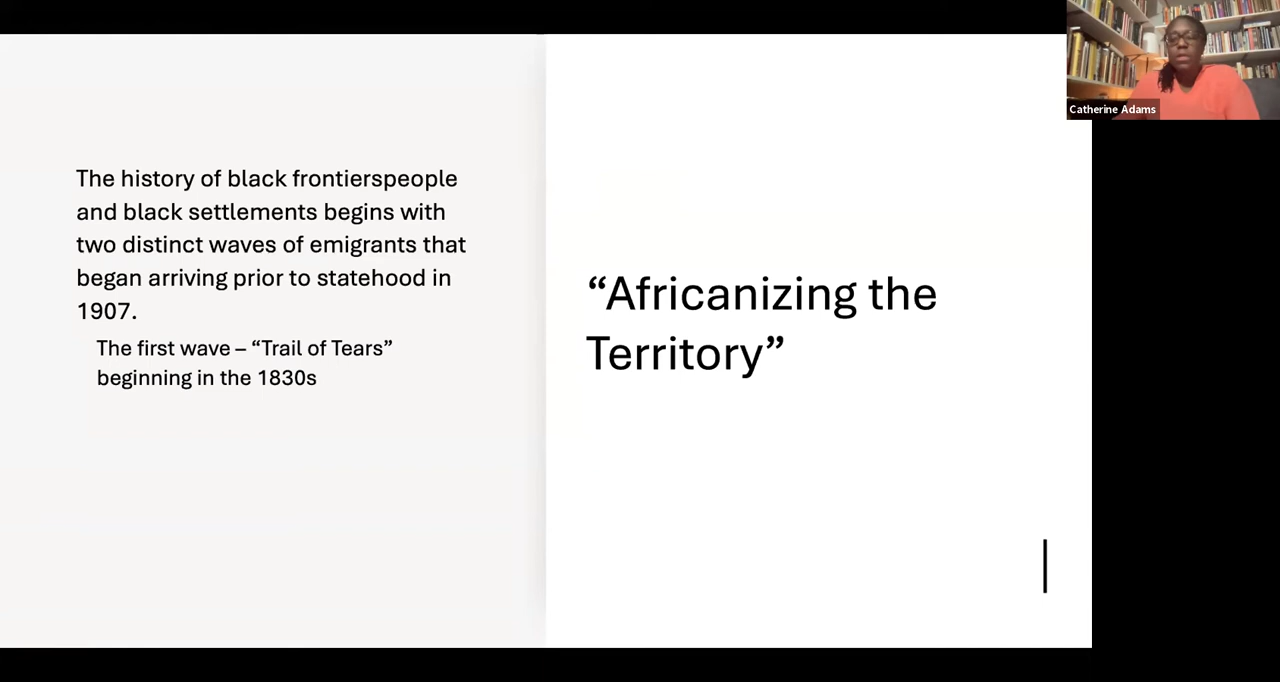 The history of black frontierspeople
and black settlements begins with
two distinct waves of emigrants that
began arriving prior to statehood in
1907.
The first wave – “Trail of Tears”
beginning in the 1830s
“Africanizing the
Territory”
Catherine Adams